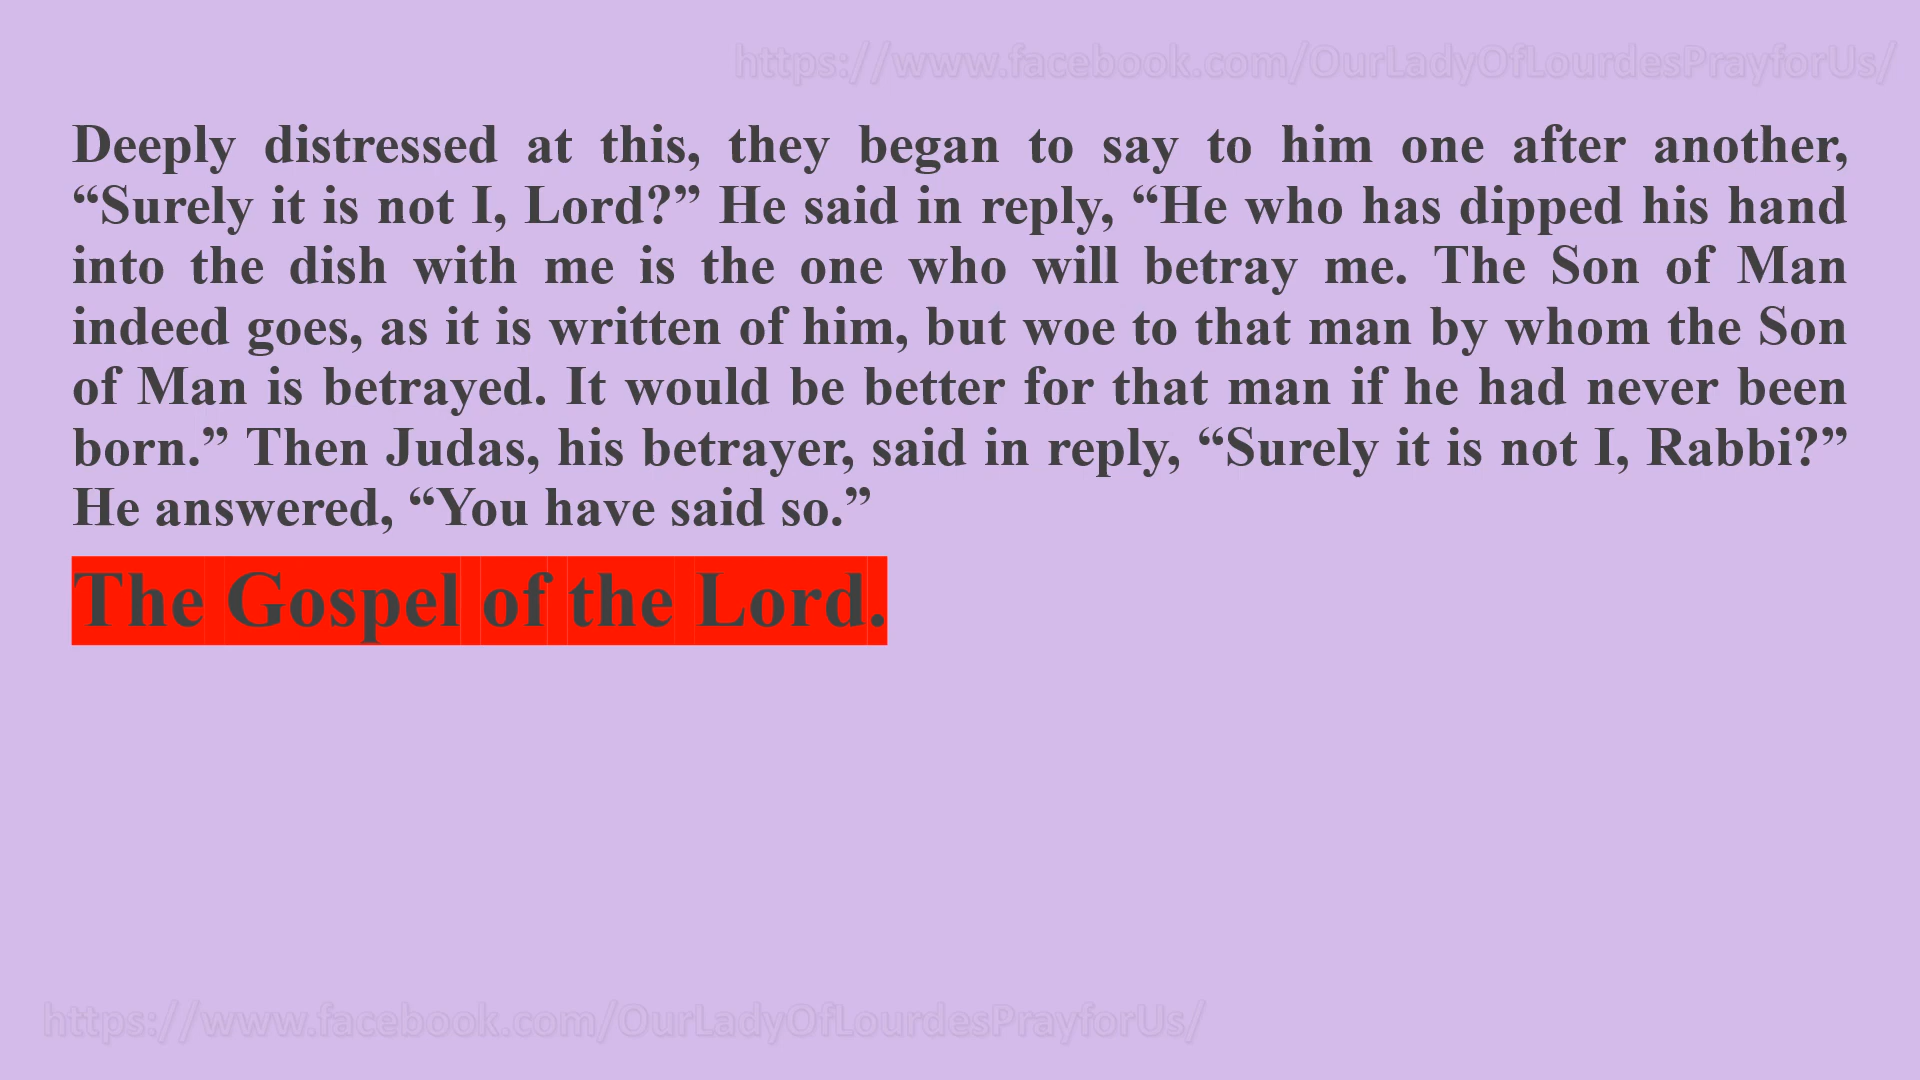 https://www.facebook.com/OurLadyOfLourdesPrayforUs/
Deeply distressed at this, they began to say to him one after another,
“Surely it is not I, Lord?” He said in reply, “He who has dipped his hand
into the dish with me is the one who will betray me. The Son of Man
indeed goes, as it is written of him, but woe to that man by whom the Son
of Man is betrayed. It would be better for that man if he had never been
born.” Then Judas, his betrayer, said in reply, “Surely it is not I, Rabbi?”
He answered, “You have said so.”
The Gospel of the Lord.
https://www.facebook.com/OurLadyOfLourdesPrayforUs/